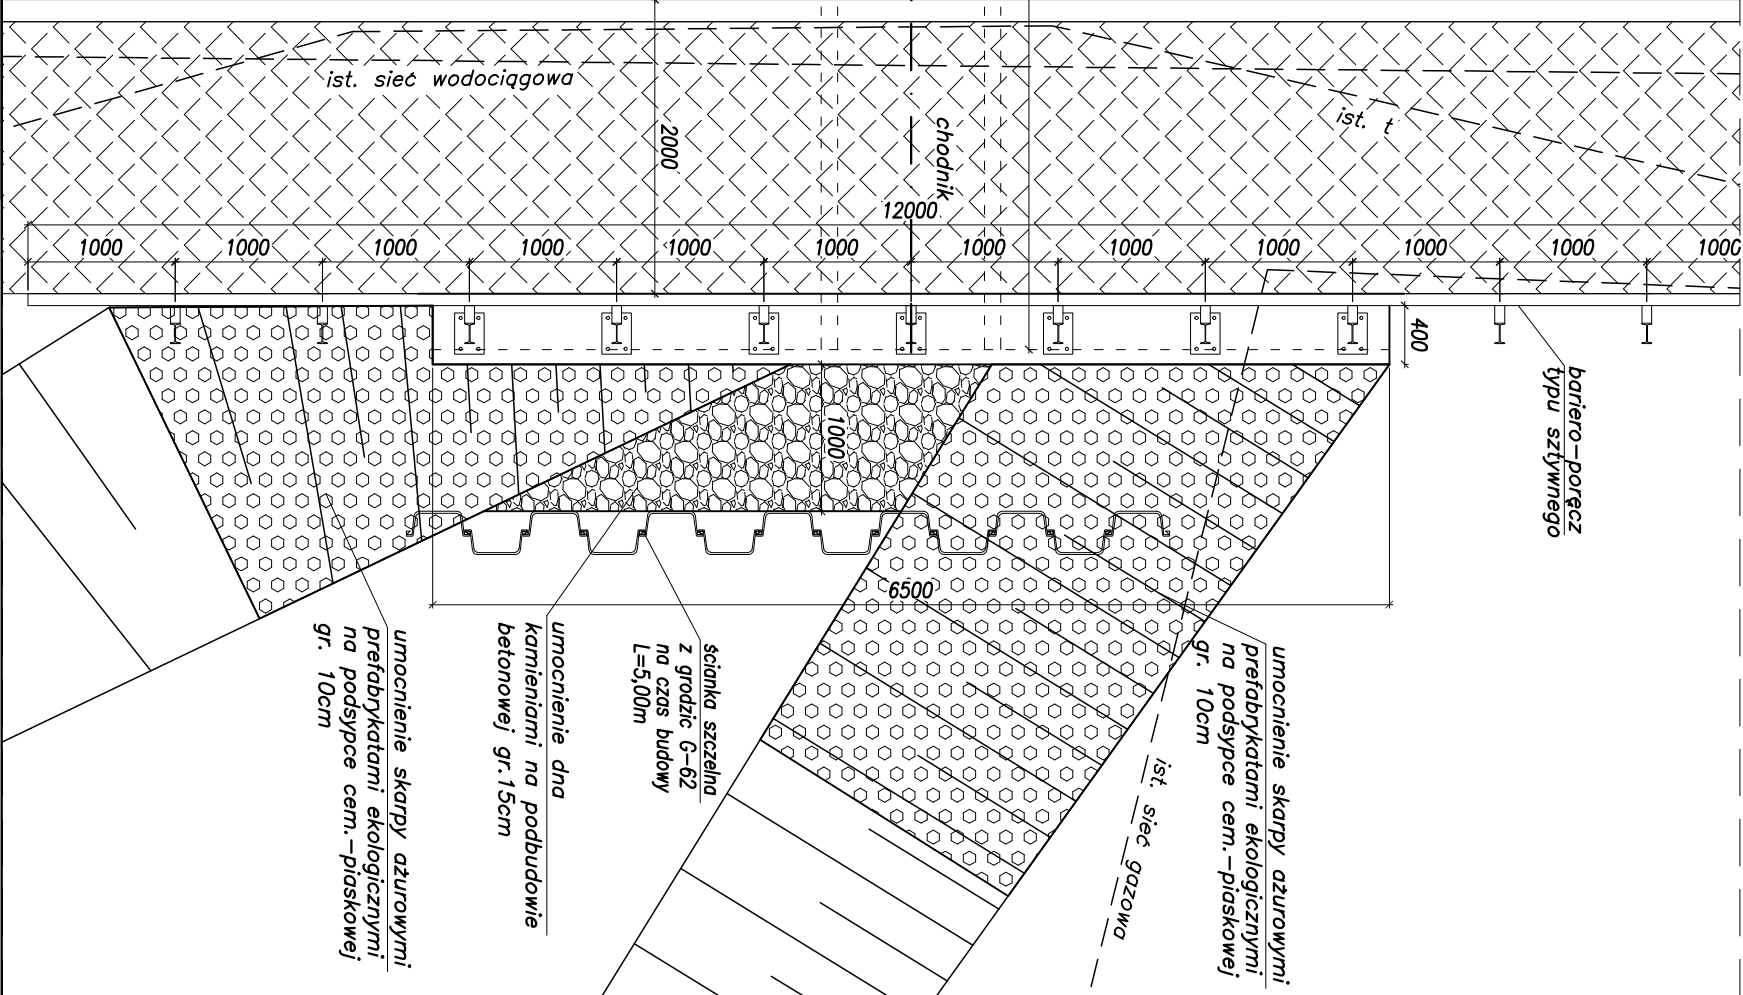 ist. sieć wodociągowa
ist. t
2000
chodnik
12000
1000
1000
1000
1000
1000
1000
1000
1000
1000
1000
1000
1000
400
bariero-poręcz
typu sztywnego
1000
6500
umocnienie skarpy ażurowymi
prefabrykatami ekologicznymi
na podsypce cem.-piaskowej
gr. 10cm
umocnienie dna
kamieniami na podbudowie
betonowej gr.15cm
ścianka szczelna
z grodzic G-62
na czas budowy
L=5,00m
ist. sieć gazowa
umocnienie skarpy ażurowymi
prefabrykatami ekologicznymi
na podsypce cem.-piaskowej
gr. 10cm